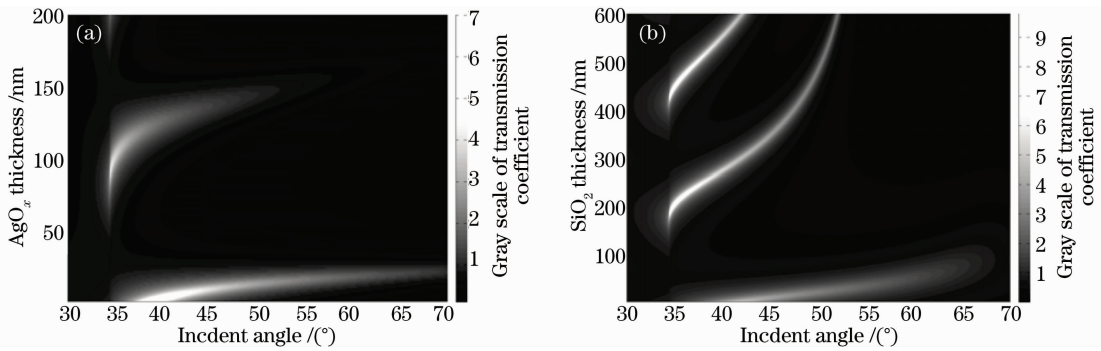 (a)
200
150
100
50
AgOx thickness /nm
30 35 40 45 50 55 60 65 70
Incdent angle /(°)
7
6
5
4
3
2
1
Gray scale of transmission
coefficient
(b)
600
500
400
300
200
100
SiO2 thickness /nm
30 35 40 45 50 55 60 65 70
Incdent angle /(°)
9
8
7
6
5
4
3
2
1
Gray scale of transmission
coefficient